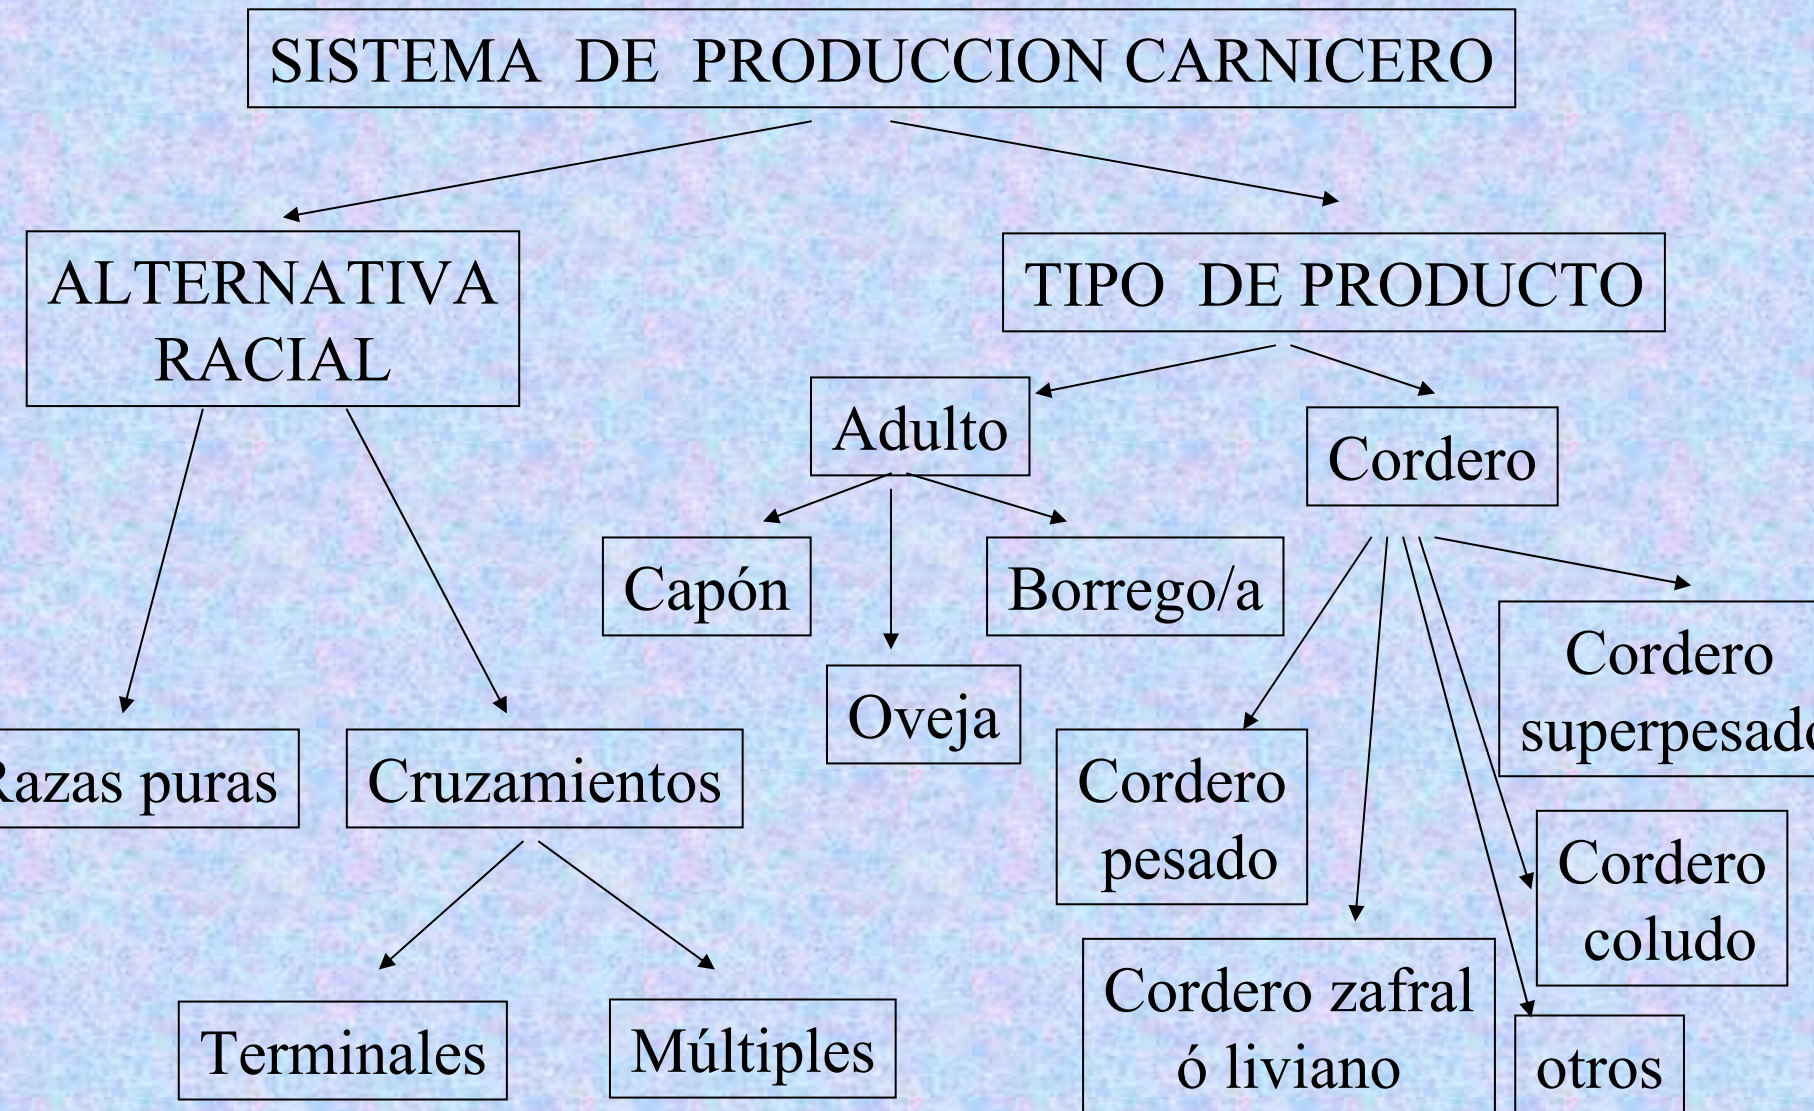 SISTEMA DE PRODUCCION CARNICERO
ALTERNATIVA
RACIAL
TIPO DE PRODUCTO
Adulto
Cordero
Capón
Borrego/a
Oveja
Cordero
superpesado
Razas puras
Cruzamientos
Cordero
pesado
Cordero
coludo
Terminales
Múltiples
Cordero zafral
ó liviano
otros